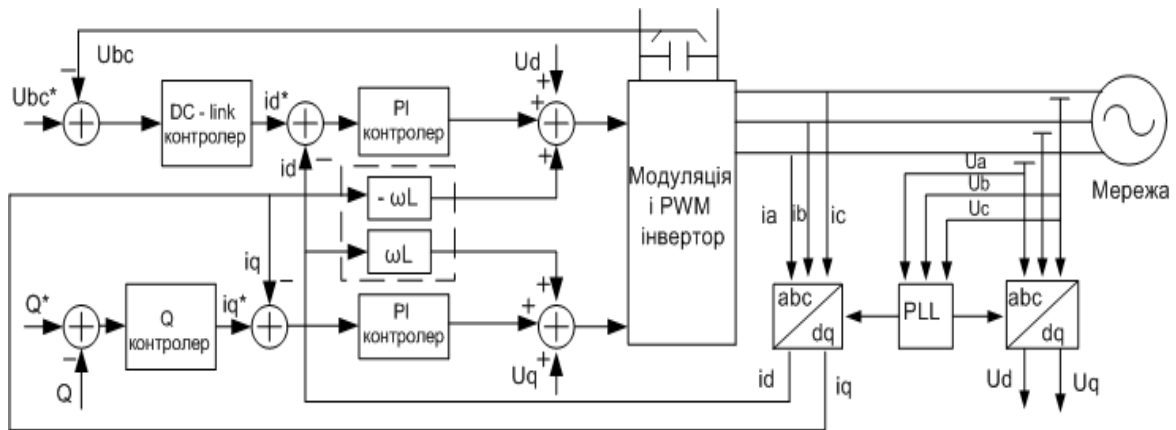 Ubc
Ubc*
DC - link
контролер
id*
PI
контролер
Ud
id
- ωL
ωL
iq
Q*
Q
контролер
iq*
PI
контролер
Q
Uq
Модуляція
і PWM
інвертор
ia
ib
ic
Ua
Ub
Uc
Мережа
abc
dq
PLL
abc
dq
id
iq
Ud
Uq